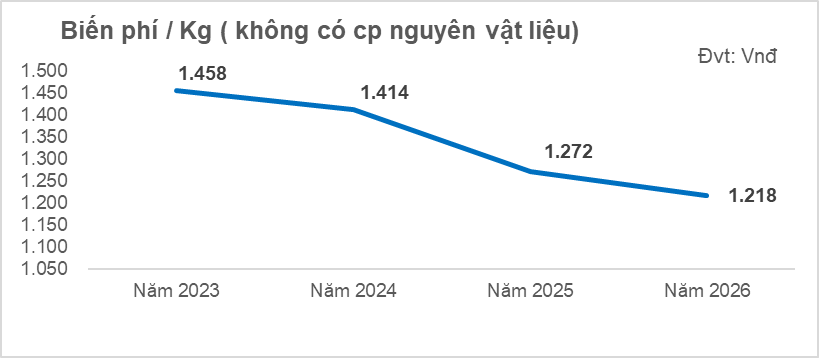 Biến phí / Kg ( không có cp nguyên vật liệu)
Đvt: Vnđ
1.500
1.450
1.400
1.350
1.300
1.250
1.200
1.150
1.100
1.050
1.458
1.414
1.272
1.218
Năm 2023
Năm 2024
Năm 2025
Năm 2026